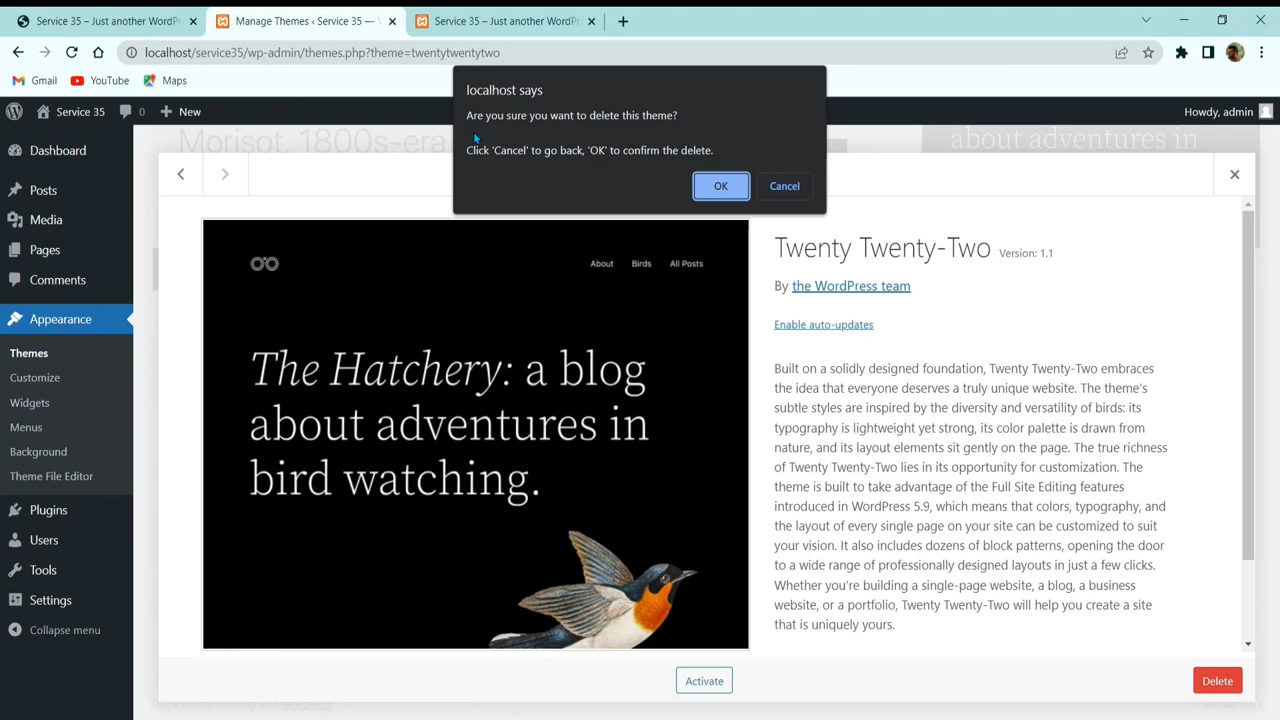 Service 35 – Just another WordPr
Manage Themes ‹ Service 35 —
Service 35 – Just another WordPr
localhost/service35/wp-admin/themes.php?theme=twentytwentytwo
Gmail
YouTube
Maps
Service 35
0
New
Howdy, admin
localhost says
Are you sure you want to delete this theme?
Click 'Cancel' to go back, 'OK' to confirm the delete.
OK
Cancel
Morisot, 1800s-era
about adventures in
Dashboard
Posts
Media
Pages
Comments
Appearance
Themes
Customize
Widgets
Menus
Background
Theme File Editor
Plugins
Users
Tools
Settings
Collapse menu
About
Birds
All Posts
The Hatchery: a blog
about adventures in
bird watching.
Twenty Twenty-Two Version: 1.1
By the WordPress team
Enable auto-updates
Built on a solidly designed foundation, Twenty Twenty-Two embraces
the idea that everyone deserves a truly unique website. The theme's
subtle styles are inspired by the diversity and versatility of birds: its
typography is lightweight yet strong, its color palette is drawn from
nature, and its layout elements sit gently on the page. The true richness
of Twenty Twenty-Two lies in its opportunity for customization. The
theme is built to take advantage of the Full Site Editing features
introduced in WordPress 5.9, which means that colors, typography, and
the layout of every single page on your site can be customized to suit
your vision. It also includes dozens of block patterns, opening the door
to a wide range of professionally designed layouts in just a few clicks.
Whether you're building a single-page website, a blog, a business
website, or a portfolio, Twenty Twenty-Two will help you create a site
that is uniquely yours.
Activate
Delete